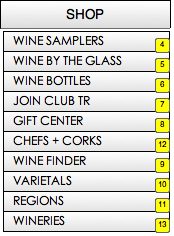 SHOP
WINE SAMPLERS 4
WINE BY THE GLASS 5
WINE BOTTLES 6
JOIN CLUB TR 7
GIFT CENTER 8
CHEFS + CORKS 12
WINE FINDER 9
VARIETALS 10
REGIONS 11
WINERIES 13